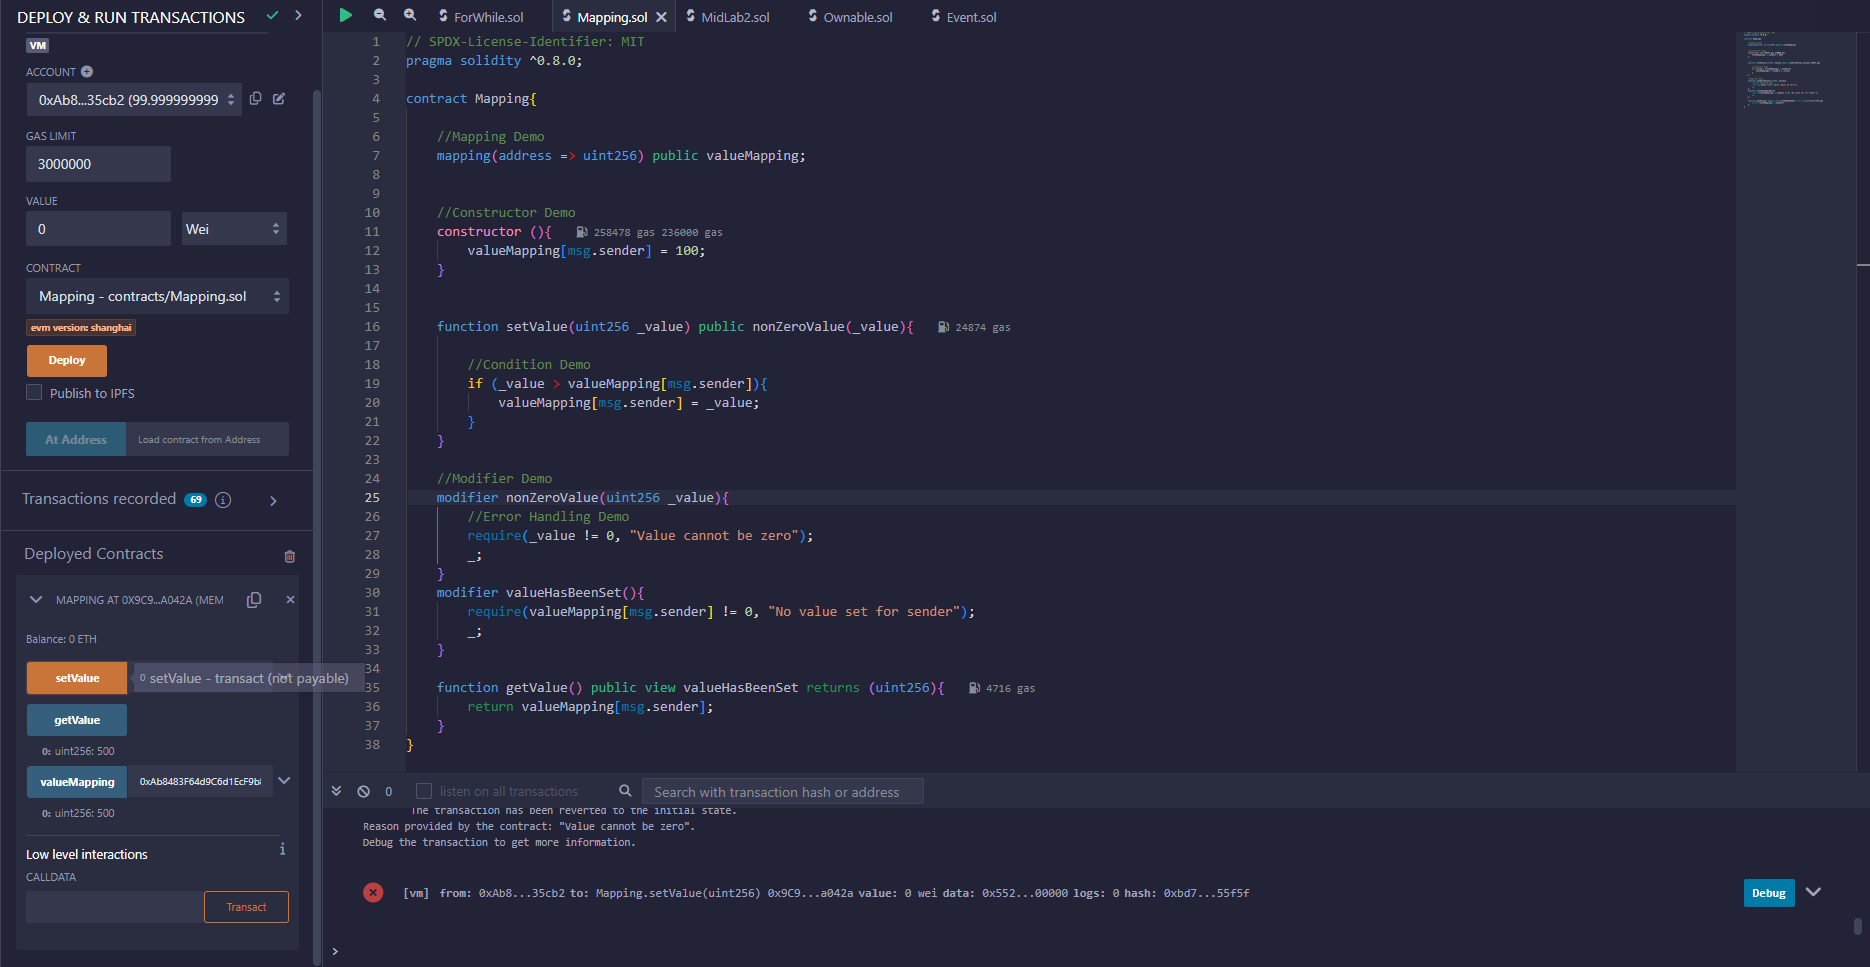 DEPLOY & RUN TRANSACTIONS
VM
ACCOUNT
0xAb8...35cb2 (99.999999999
GAS LIMIT
3000000
VALUE
0
Wei
CONTRACT
Mapping - contracts/Mapping.sol
evm version: shanghai
Deploy
Publish to IPFS
At Address
Load contract from Address
Transactions recorded 69
Deployed Contracts
MAPPING AT 0X9C9...A042A (MEM
Balance: 0 ETH
setValue
0
setValue - transact (not payable)
getValue
0: uint256: 500
valueMapping
0xAb8483F64d9C6d1EcF9b8
0: uint256: 500
Low level interactions
CALLDATA
Transact
ForWhile.sol
Mapping.sol
MidLab2.sol
Ownable.sol
Event.sol
1 // SPDX-License-Identifier: MIT
2 pragma solidity ^0.8.0;
3
4 contract Mapping{
5
6 //Mapping Demo
7 mapping(address => uint256) public valueMapping;
8
9
10 //Constructor Demo
11 constructor (){ 258478 gas 236000 gas
12 valueMapping[msg.sender] = 100;
13 }
14
15
16 function setValue(uint256 _value) public nonZeroValue(_value){ 24874 gas
17
18 //Condition Demo
19 if (_value > valueMapping[msg.sender]){
20 valueMapping[msg.sender] = _value;
21 }
22 }
23
24 //Modifier Demo
25 modifier nonZeroValue(uint256 _value){
26 //Error Handling Demo
27 require(_value != 0, "Value cannot be zero");
28 _;
29 }
30 modifier valueHasBeenSet(){
31 require(valueMapping[msg.sender] != 0, "No value set for sender");
32 _;
33 }
34
35 function getValue() public view valueHasBeenSet returns (uint256){ 4716 gas
36 return valueMapping[msg.sender];
37 }
38 }
0
listen on all transactions
Search with transaction hash or address
The transaction has been reverted to the initial state.
Reason provided by the contract: "Value cannot be zero".
Debug the transaction to get more information.
[vm] from: 0xAb8...35cb2 to: Mapping.setValue(uint256) 0x9C9...a042a value: 0 wei data: 0x552...00000 logs: 0 hash: 0xbd7...55f5f
Debug
>